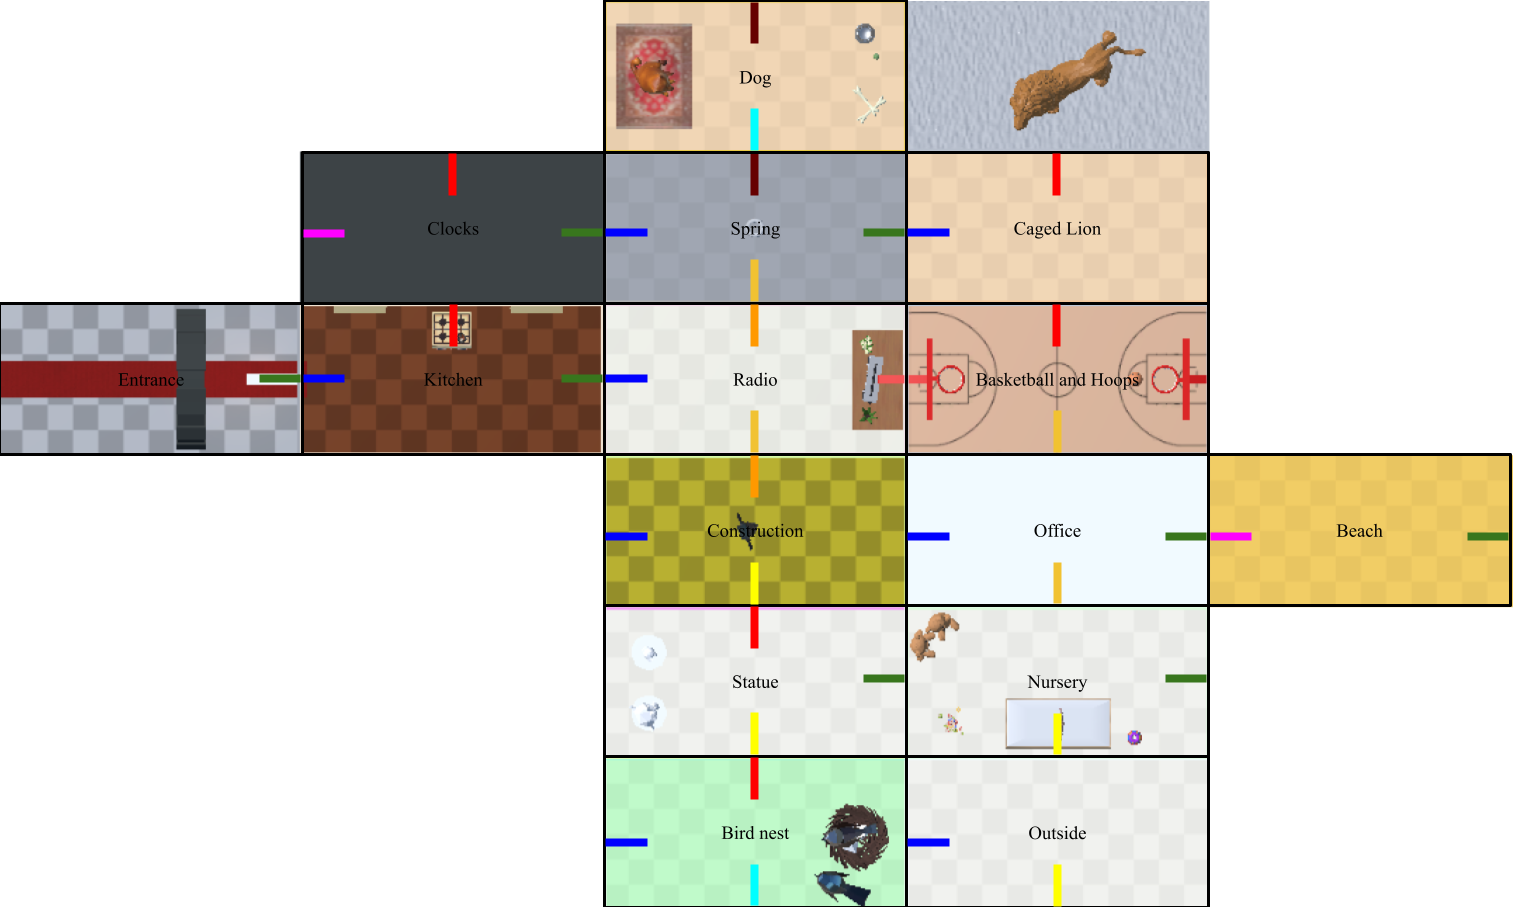 Dog
Clocks
Spring
Caged Lion
Entrance
Kitchen
Radio
Basketball and Hoops
Construction
Office
Beach
Statue
Nursery
Bird nest
Outside